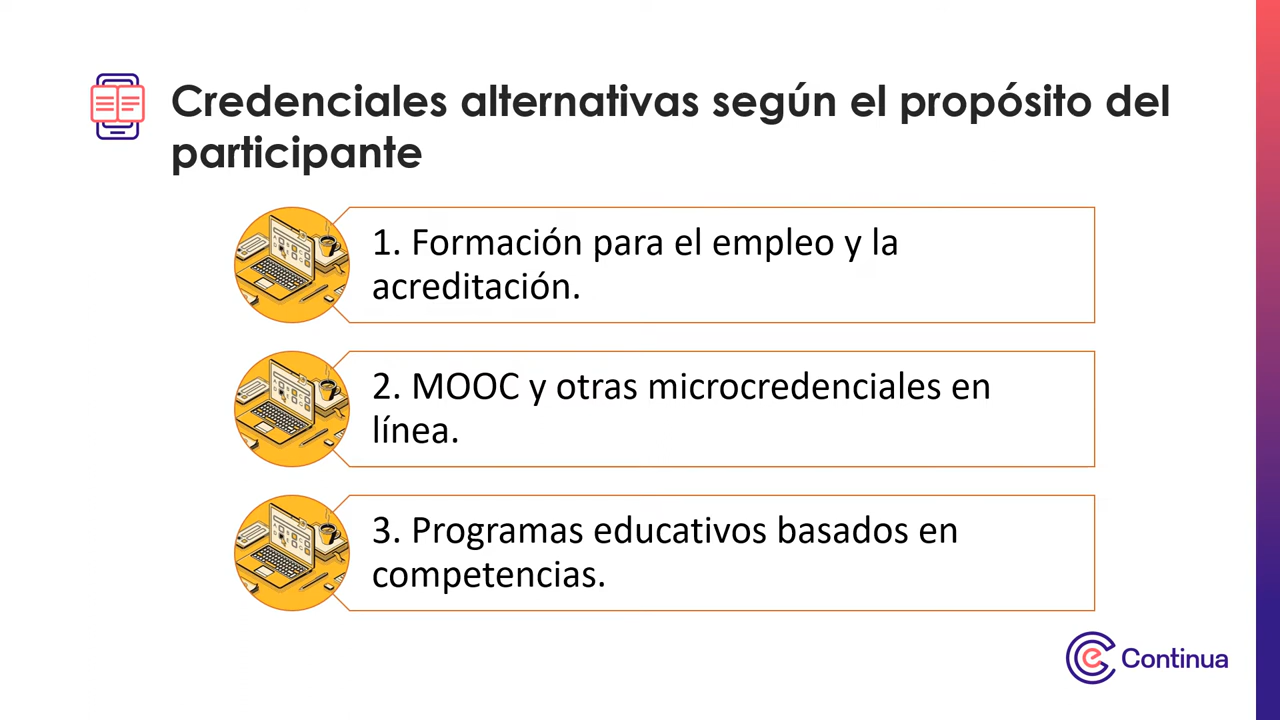 Credenciales alternativas según el propósito del
participante
1. Formación para el empleo y la
acreditación.
2. MOOC y otras microcredenciales en
línea.
3. Programas educativos basados en
competencias.
e Continua